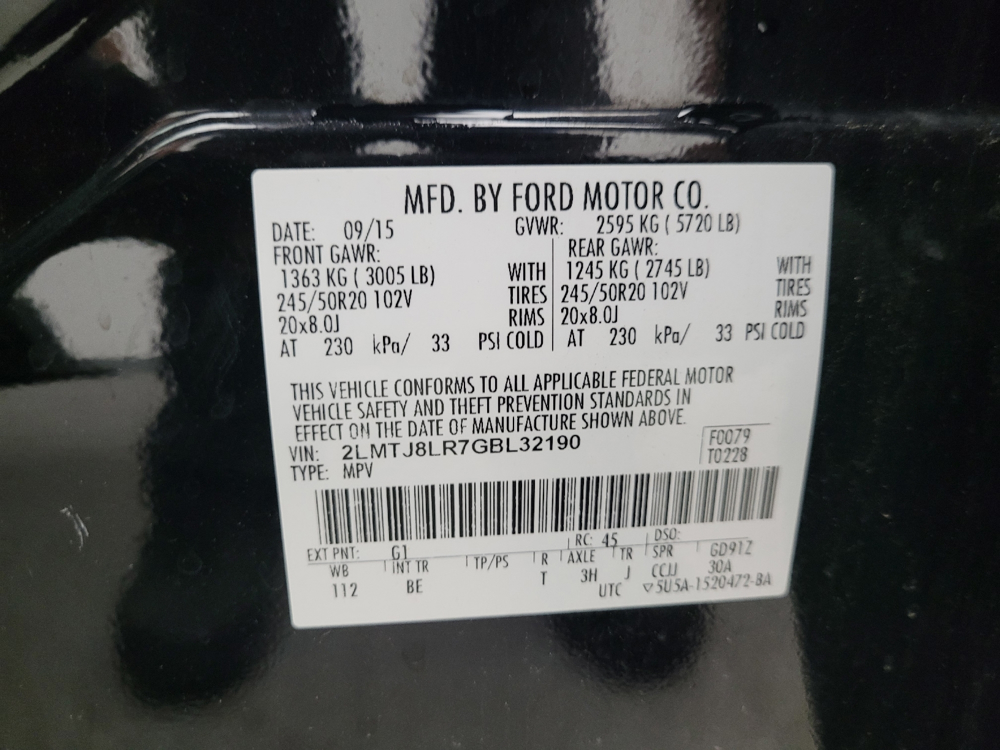 MFD. BY FORD MOTOR CO.
DATE: 09/15 GVWR: 2595 KG ( 5720 LB)
FRONT GAWR: REAR GAWR:
1363 KG ( 3005 LB) WITH 1245 KG ( 2745 LB) WITH
245/50R20 102V TIRES 245/50R20 102V TIRES
20x8.0J RIMS 20x8.0J RIMS
AT 230 kPa/ 33 PSI COLD AT 230 kPa/ 33 PSI COLD
THIS VEHICLE CONFORMS TO ALL APPLICABLE FEDERAL MOTOR
VEHICLE SAFETY AND THEFT PREVENTION STANDARDS IN
EFFECT ON THE DATE OF MANUFACTURE SHOWN ABOVE.
VIN: 2LMTJ8LR7GBL32190 F0079
TYPE: MPV T0228
EXT PNT: G1 RC: 45 DSO:
WB INT TR TP/PS R AXLE TR SPR GD91Z
112 BE T 3H J CCJJ 30A
UTC ▽5U5A-1520472-BA